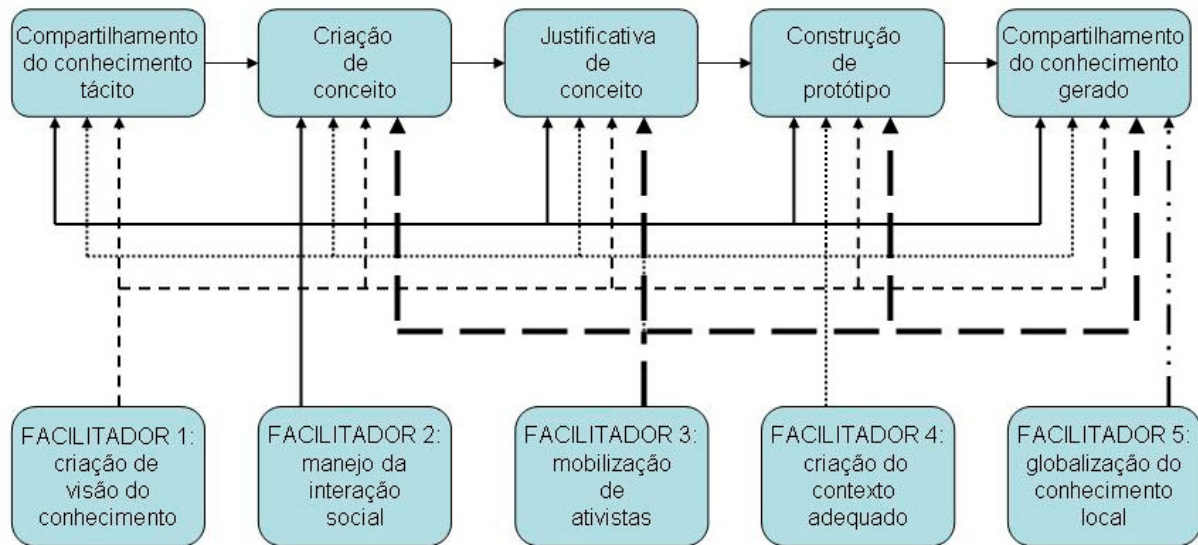 Compartilhamento
do conhecimento
tácito
Criação
de
conceito
Justificativa
de
conceito
Construção
de
protótipo
Compartilhamento
do conhecimento
gerado
FACILITADOR 1:
criação de
visão do
conhecimento
FACILITADOR 2:
manejo da
interação
social
FACILITADOR 3:
mobilização
de
ativistas
FACILITADOR 4:
criação do
contexto
adequado
FACILITADOR 5:
globalização do
conhecimento
local